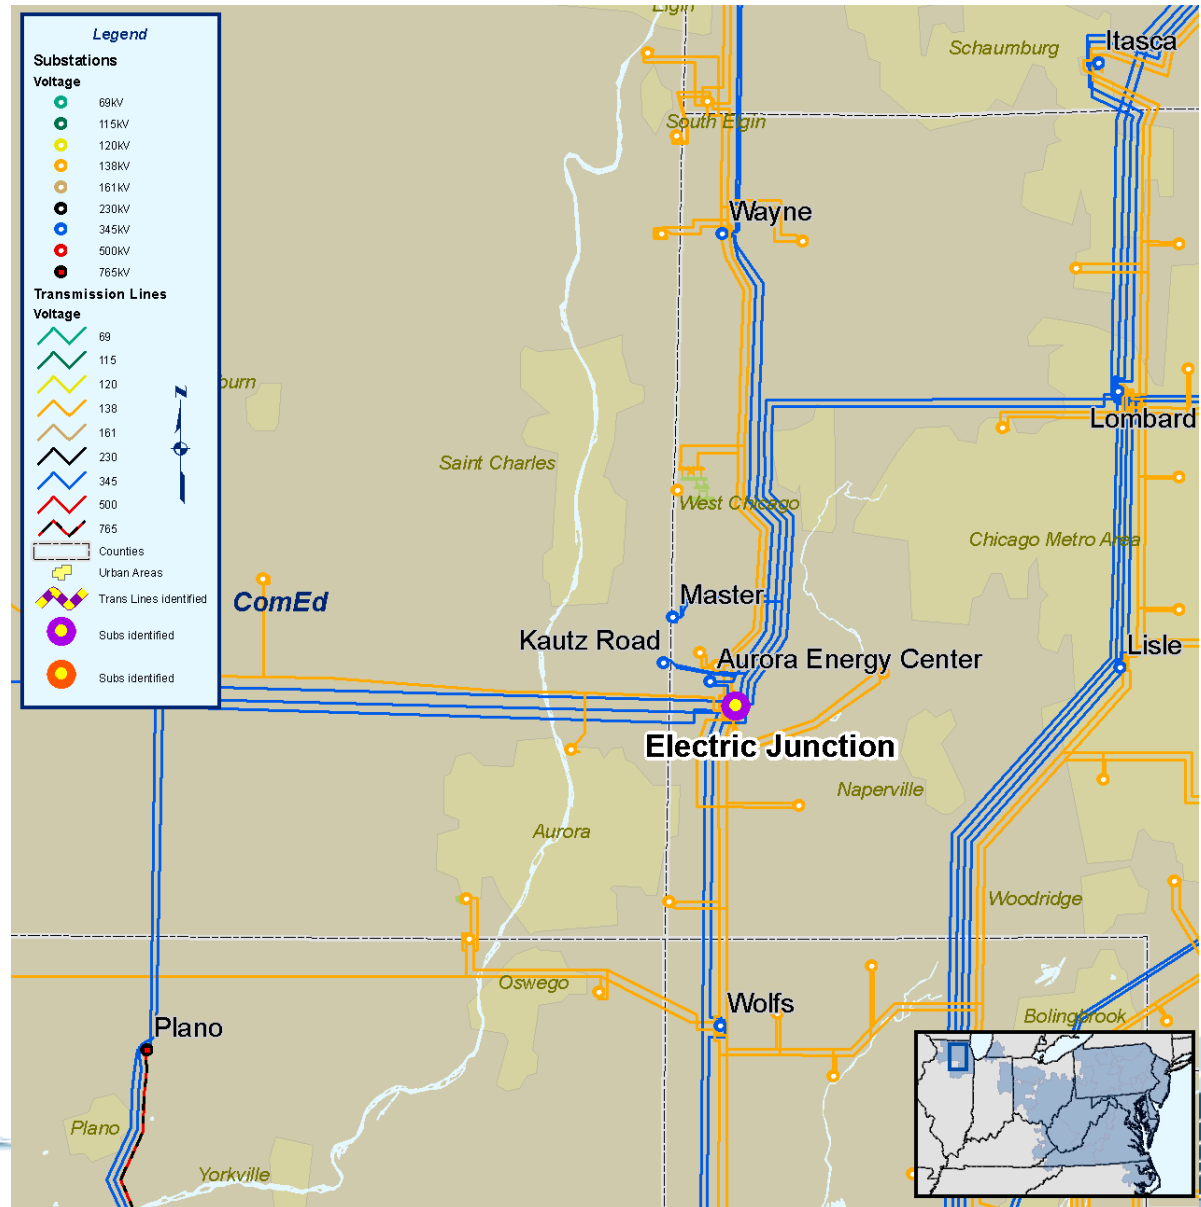 Legend
Substations
Voltage
69kV
115kV
120kV
138kV
161kV
230kV
345kV
500kV
765kV
Transmission Lines
Voltage
69
115
120
138
161
230
345
500
765
Counties
Urban Areas
Trans Lines identified
Subs identified
Subs identified
N
Elgin
Schaumburg
Itasca
South Elgin
Wayne
burn
Lombard
Saint Charles
West Chicago
Chicago Metro Area
ComEd
Master
Kautz Road
Aurora Energy Center
Lisle
Electric Junction
Naperville
Aurora
Woodridge
Oswego
Wolfs
Bolingbrook
Plano
Plano
Yorkville